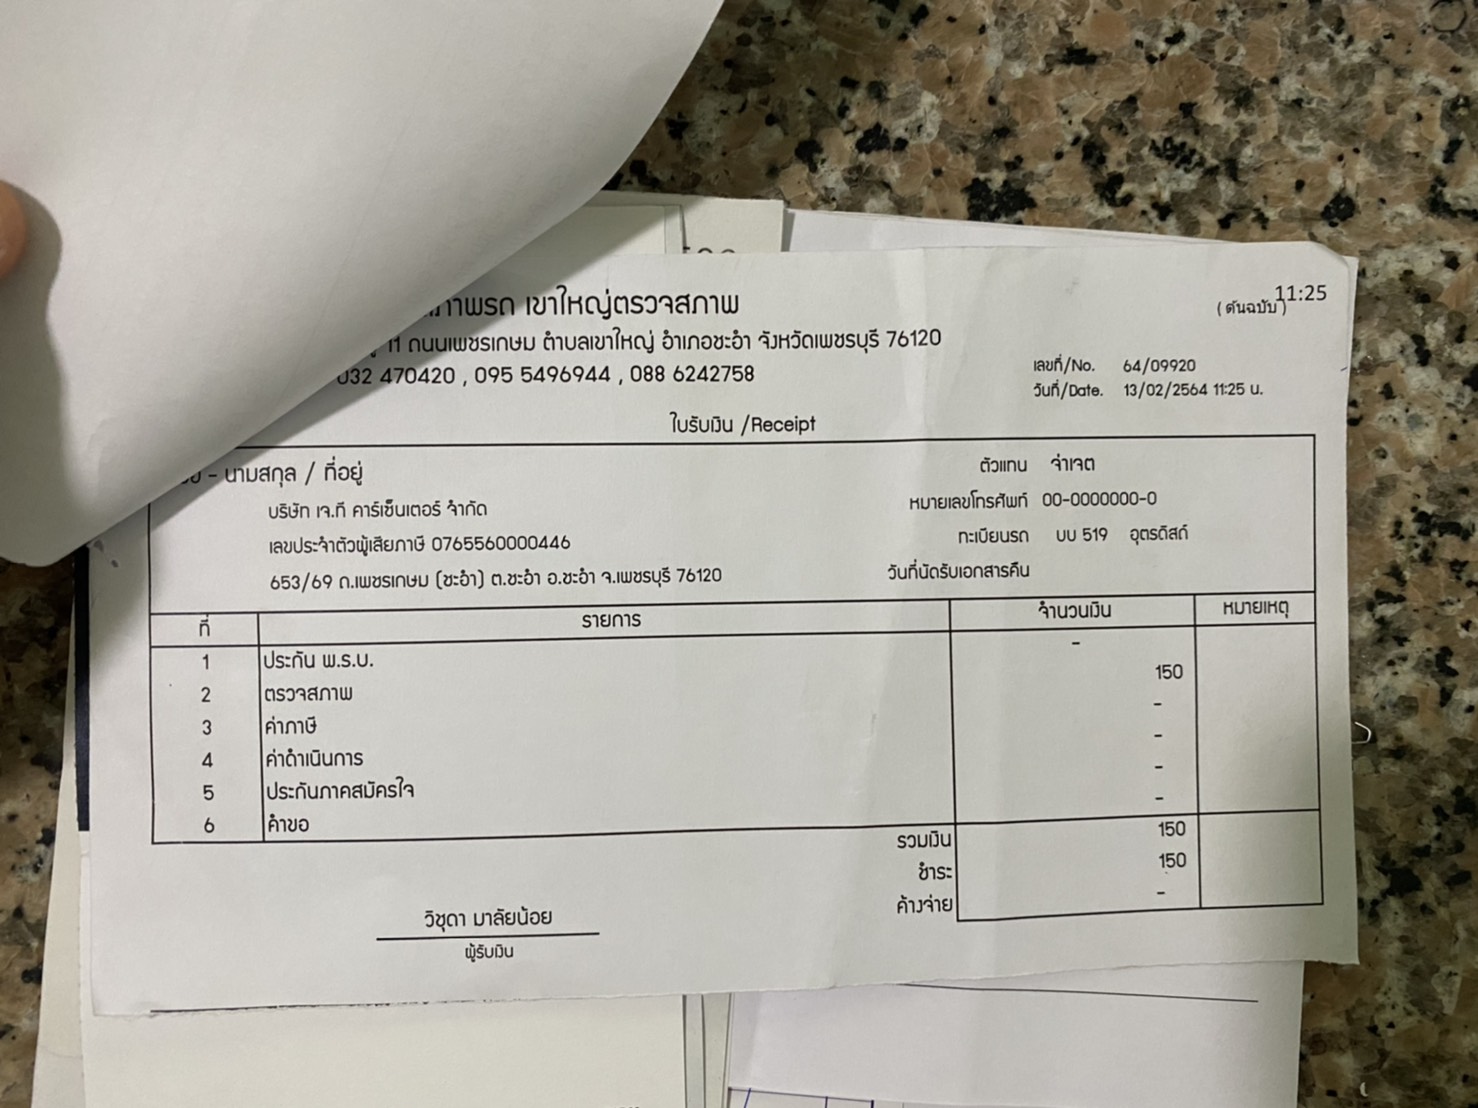 เขาใหญ่ตรวจสภาพ
11:25
( ต้นฉบับ )
11 ถนนเพชรเกษม ตำบลเขาใหญ่ อำเภอชะอำ จังหวัดเพชรบุรี 76120
032 470420 , 095 5496944 , 088 6242758
เลขที่/No. 64/09920
วันที่/Date. 13/02/2564 11:25 น.
ใบรับเงิน /Receipt
- นามสกุล / ที่อยู่
ตัวแทน จ่าเจต
บริษัท เจ.ที คาร์เซ็นเตอร์ จำกัด
หมายเลขโทรศัพท์ 00-0000000-0
เลขประจำตัวผู้เสียภาษี 0765560000446
ทะเบียนรถ บบ 519 อุตรดิสถ์
653/69 ถ.เพชรเกษม (ชะอำ) ต.ชะอำ อ.ชะอำ จ.เพชรบุรี 76120
วันที่นัดรับเอกสารคืน
ที่ รายการ จำนวนเงิน หมายเหตุ
1 ประกัน พ.ร.บ. -
2 ตรวจสภาพ 150
3 ค่าภาษี -
4 ค่าดำเนินการ -
5 ประกันภาคสมัครใจ -
6 คำขอ -
รวมเงิน 150
ชำระ 150
ค้างจ่าย -
วิชุดา มาลัยน้อย
ผู้รับเงิน